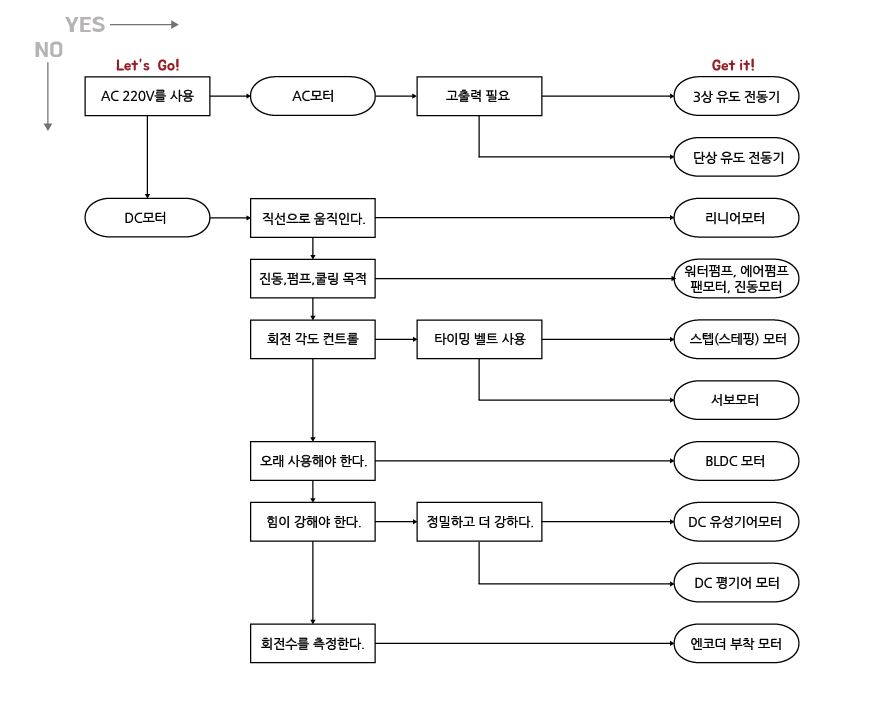 YES
NO
Let's Go!
Get it!
AC 220V를 사용
AC모터
고출력 필요
3상 유도 전동기
단상 유도 전동기
DC모터
직선으로 움직인다.
리니어모터
진동,펌프,쿨링 목적
워터펌프, 에어펌프
팬모터, 진동모터
회전 각도 컨트롤
타이밍 벨트 사용
스텝(스테핑) 모터
서보모터
오래 사용해야 한다.
BLDC 모터
힘이 강해야 한다.
정밀하고 더 강하다.
DC 유성기어모터
DC 평기어 모터
회전수를 측정한다.
엔코더 부착 모터